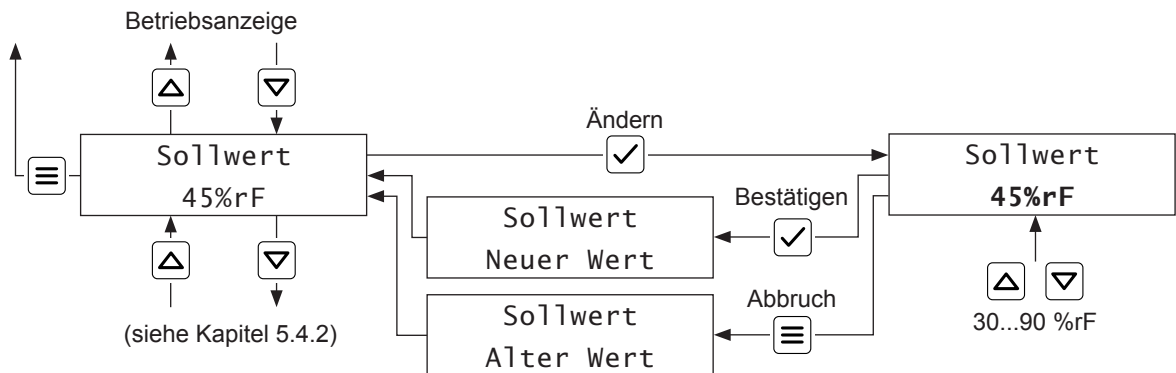 Betriebsanzeige
Ändern
Sollwert
45%rF
Sollwert
45%rF
Bestätigen
Sollwert
Neuer Wert
Abbruch
Sollwert
Alter Wert
(siehe Kapitel 5.4.2)
30...90 %rF